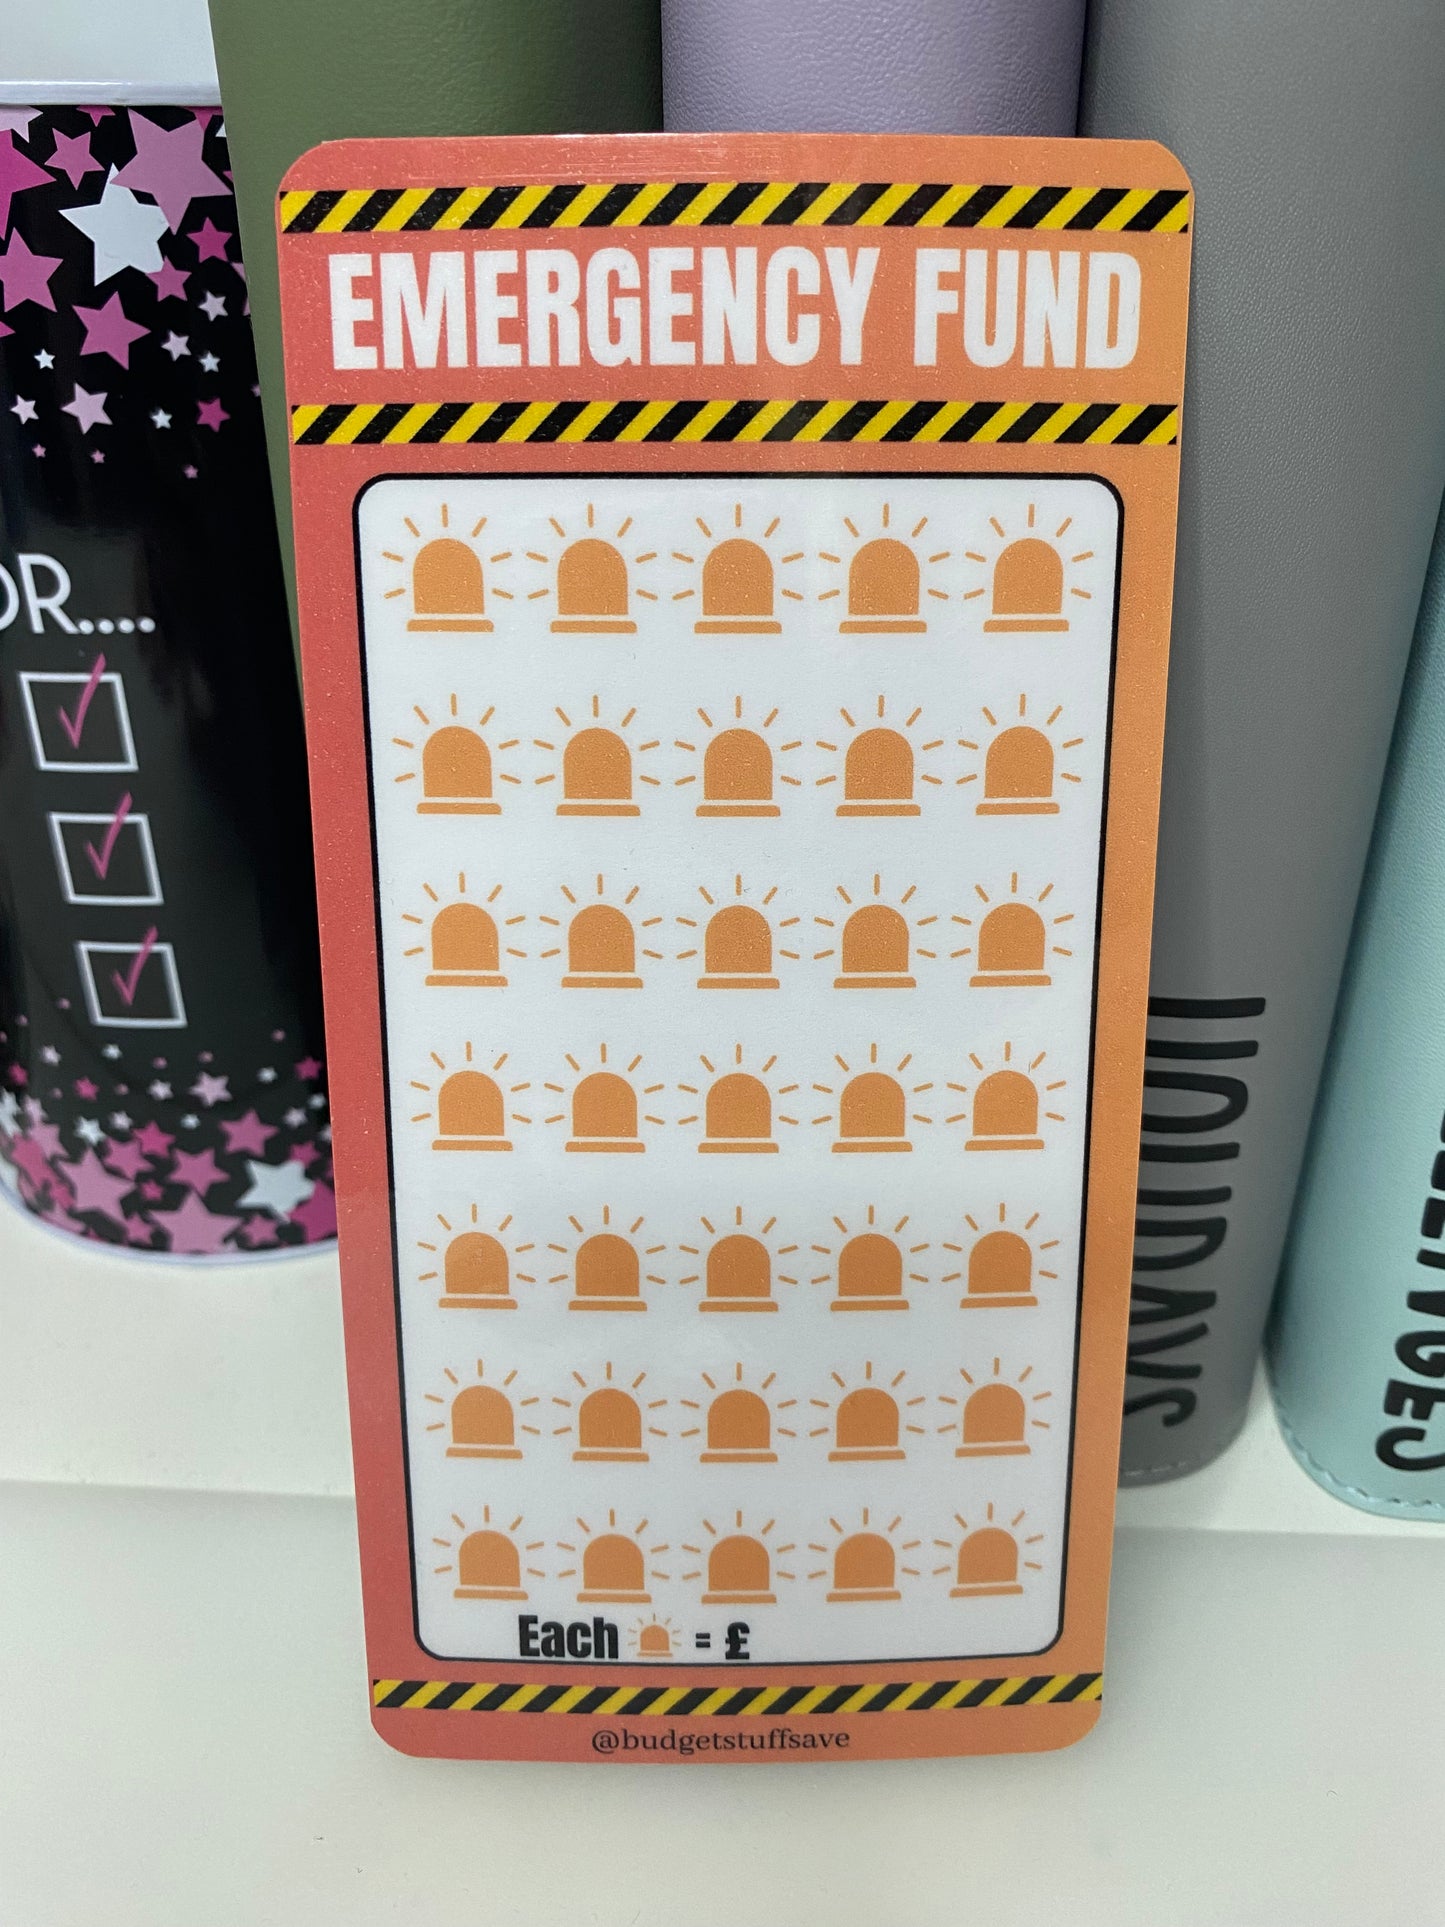 EMERGENCY FUND
OR....
HOLIDAYS
Each = £
@budgetstuffsave